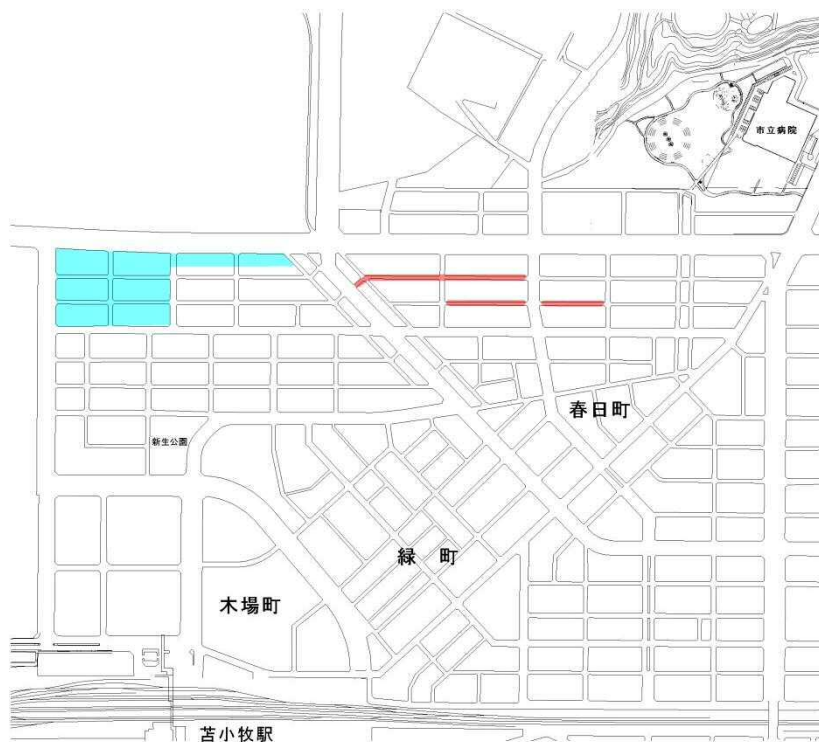 市立病院
春日町
新生公園
緑町
木場町
苫小牧駅